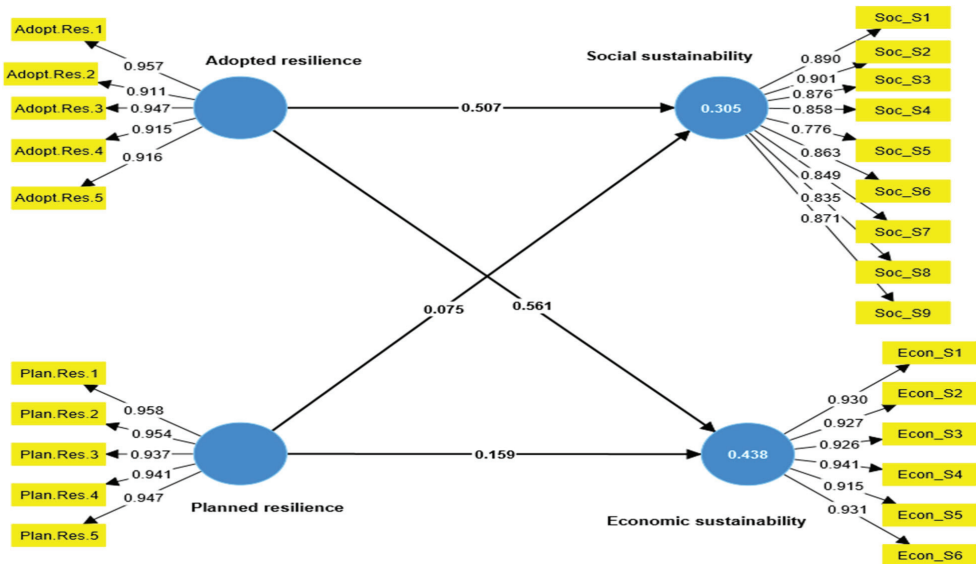 Adopt.Res.1
Adopt.Res.2
Adopt.Res.3
Adopt.Res.4
Adopt.Res.5
0.957
0.911
0.947
0.915
0.916
Adopted resilience
0.507
0.561
Social sustainability
0.305
0.890
0.901
0.876
0.858
0.776
0.863
0.849
0.835
0.871
Soc_S1
Soc_S2
Soc_S3
Soc_S4
Soc_S5
Soc_S6
Soc_S7
Soc_S8
Soc_S9
Plan.Res.1
Plan.Res.2
Plan.Res.3
Plan.Res.4
Plan.Res.5
0.958
0.954
0.937
0.941
0.947
Planned resilience
0.075
0.159
0.438
Economic sustainability
0.930
0.927
0.926
0.941
0.915
0.931
Econ_S1
Econ_S2
Econ_S3
Econ_S4
Econ_S5
Econ_S6